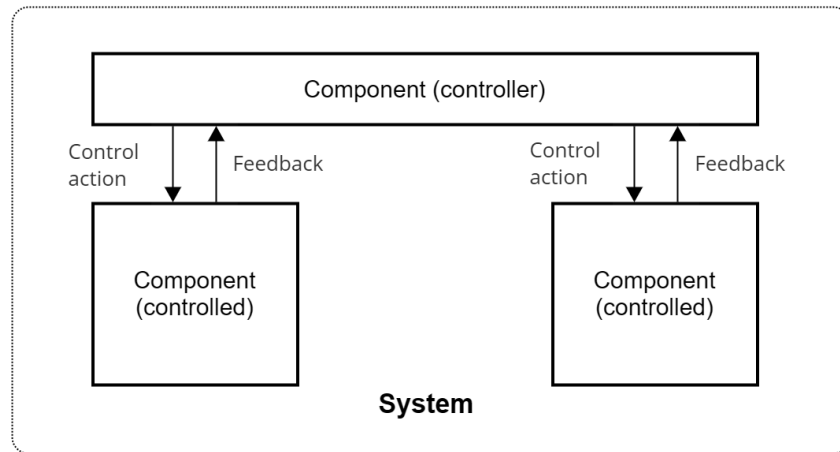 Component (controller)
Control
action
Feedback
Control
action
Feedback
Component
(controlled)
Component
(controlled)
System